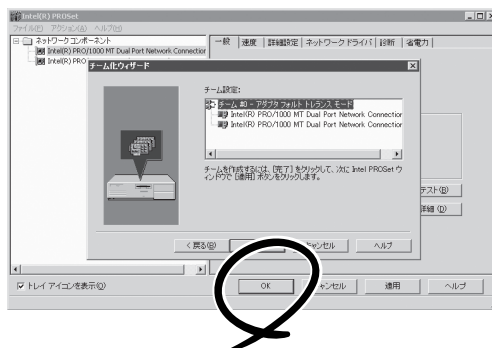 Intel(R) PROSet
ファイル(F) アクション(A) ヘルプ(H)
ネットワークコンポーネント
Intel(R) PRO/1000 MT Dual Port Network Connection
Intel(R) PRO
一般 速度 詳細設定 ネットワークドライバ 診断 省電力
チーム化ウィザード
チーム設定:
チーム #0 - アダプタ フォルト トレランス モード
Intel(R) PRO/1000 MT Dual Port Network Connection
Intel(R) PRO/1000 MT Dual Port Network Connection
チームを作成するには、[完了] をクリックして、次に Intel PROSet ウ
ィンドウで [適用] ボタンをクリックします。
テスト(B)
詳細 (D)
< 戻る(B)
キャンセル
ヘルプ
トレイ アイコンを表示(O)
OK
キャンセル
適用
ヘルプ